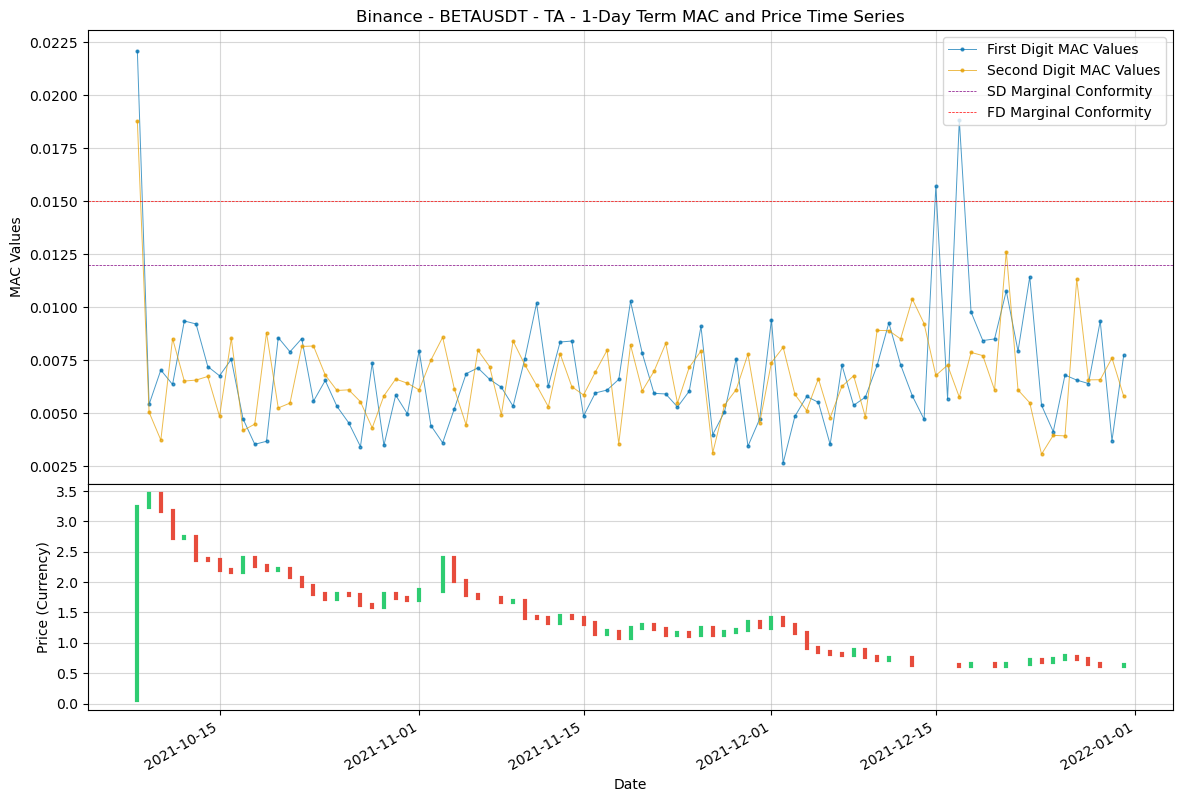 Binance - BETAUSDT - TA - 1-Day Term MAC and Price Time Series
First Digit MAC Values
Second Digit MAC Values
SD Marginal Conformity
FD Marginal Conformity
MAC Values
0.0225
0.0200
0.0175
0.0150
0.0125
0.0100
0.0075
0.0050
0.0025
Price (Currency)
3.5
3.0
2.5
2.0
1.5
1.0
0.5
0.0
2021-10-15
2021-11-01
2021-11-15
2021-12-01
2021-12-15
2022-01-01
Date